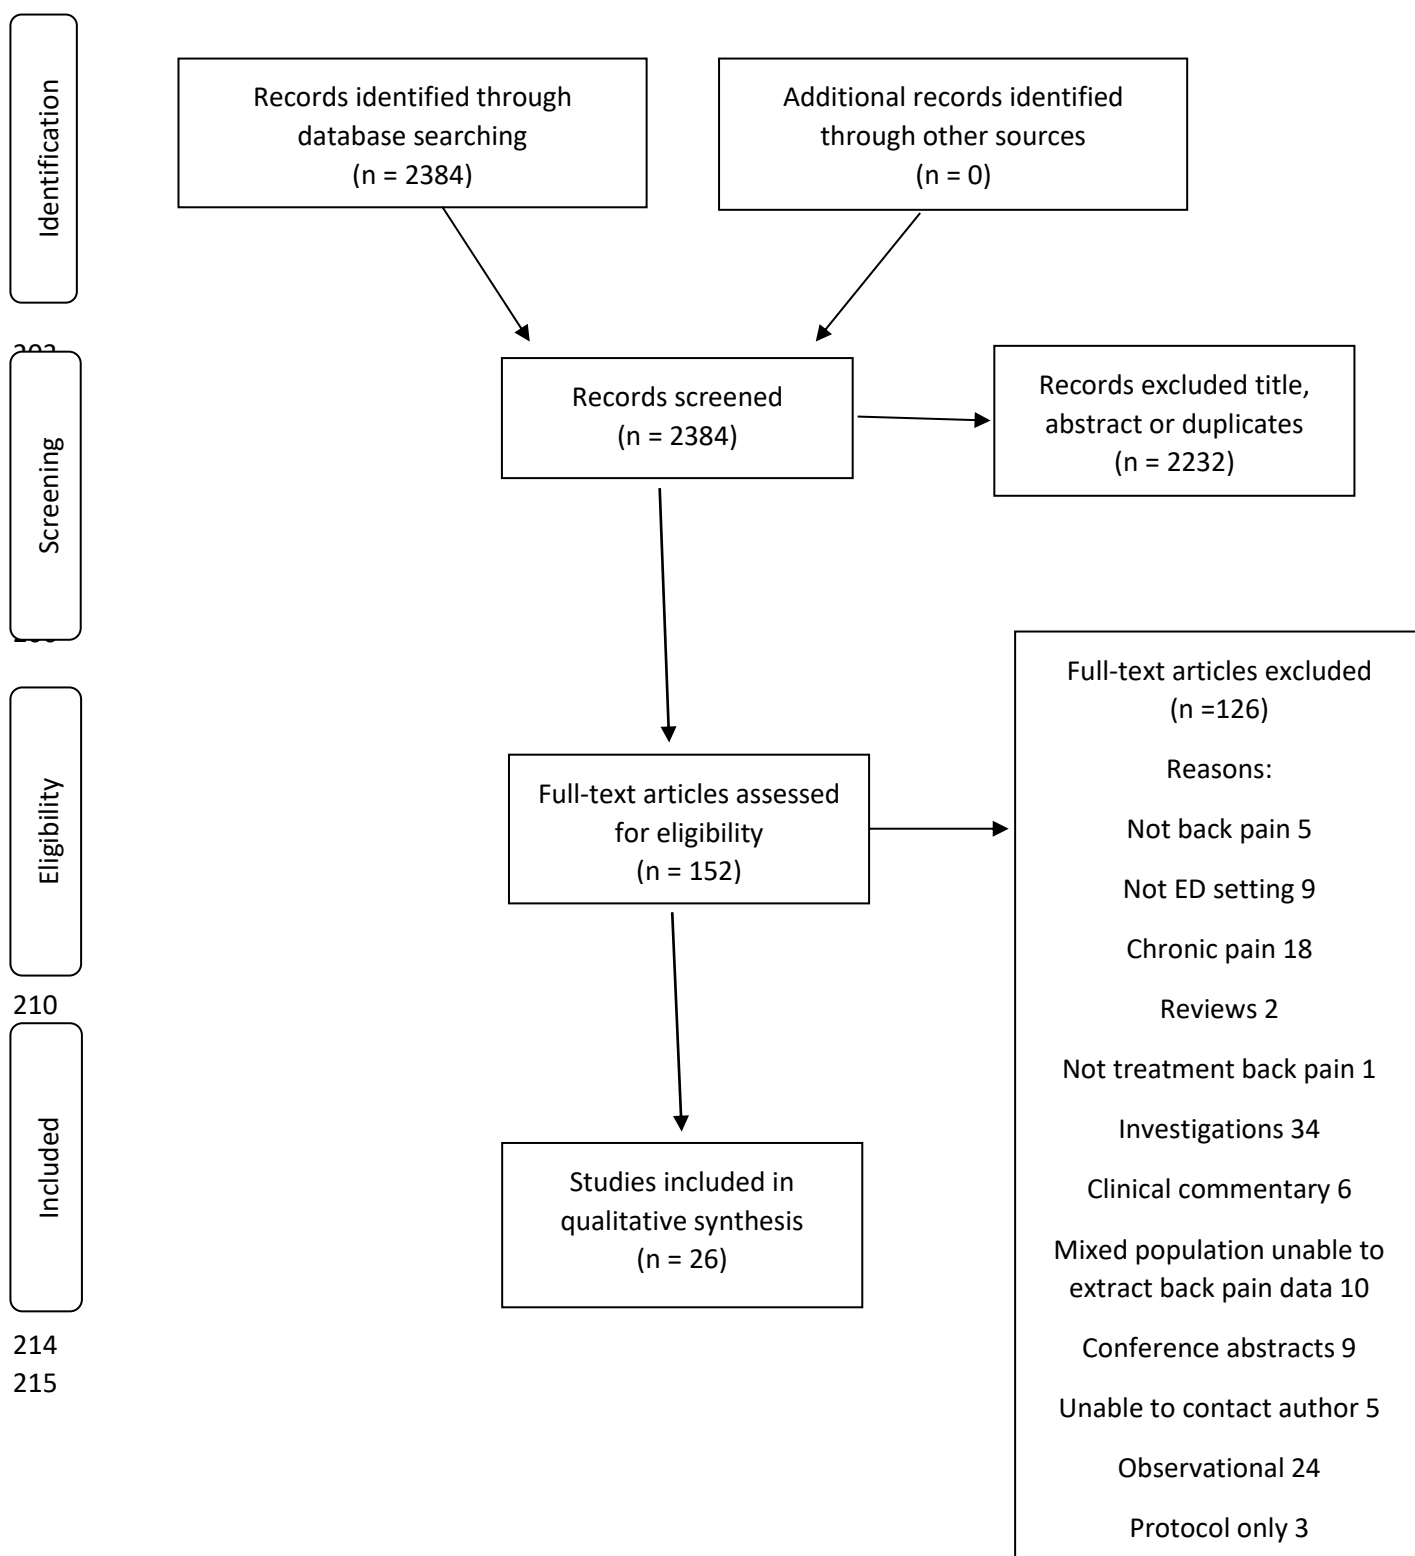 Identification
Records identified through
database searching
(n = 2384)
Additional records identified
through other sources
(n = 0)
Screening
Records screened
(n = 2384)
Records excluded title,
abstract or duplicates
(n = 2232)
Eligibility
Full-text articles assessed
for eligibility
(n = 152)
Full-text articles excluded
(n =126)
Reasons:
Not back pain 5
Not ED setting 9
Chronic pain 18
Reviews 2
Not treatment back pain 1
Investigations 34
Clinical commentary 6
Mixed population unable to
extract back pain data 10
Conference abstracts 9
Unable to contact author 5
Observational 24
Protocol only 3
210
Included
Studies included in
qualitative synthesis
(n = 26)
214
215